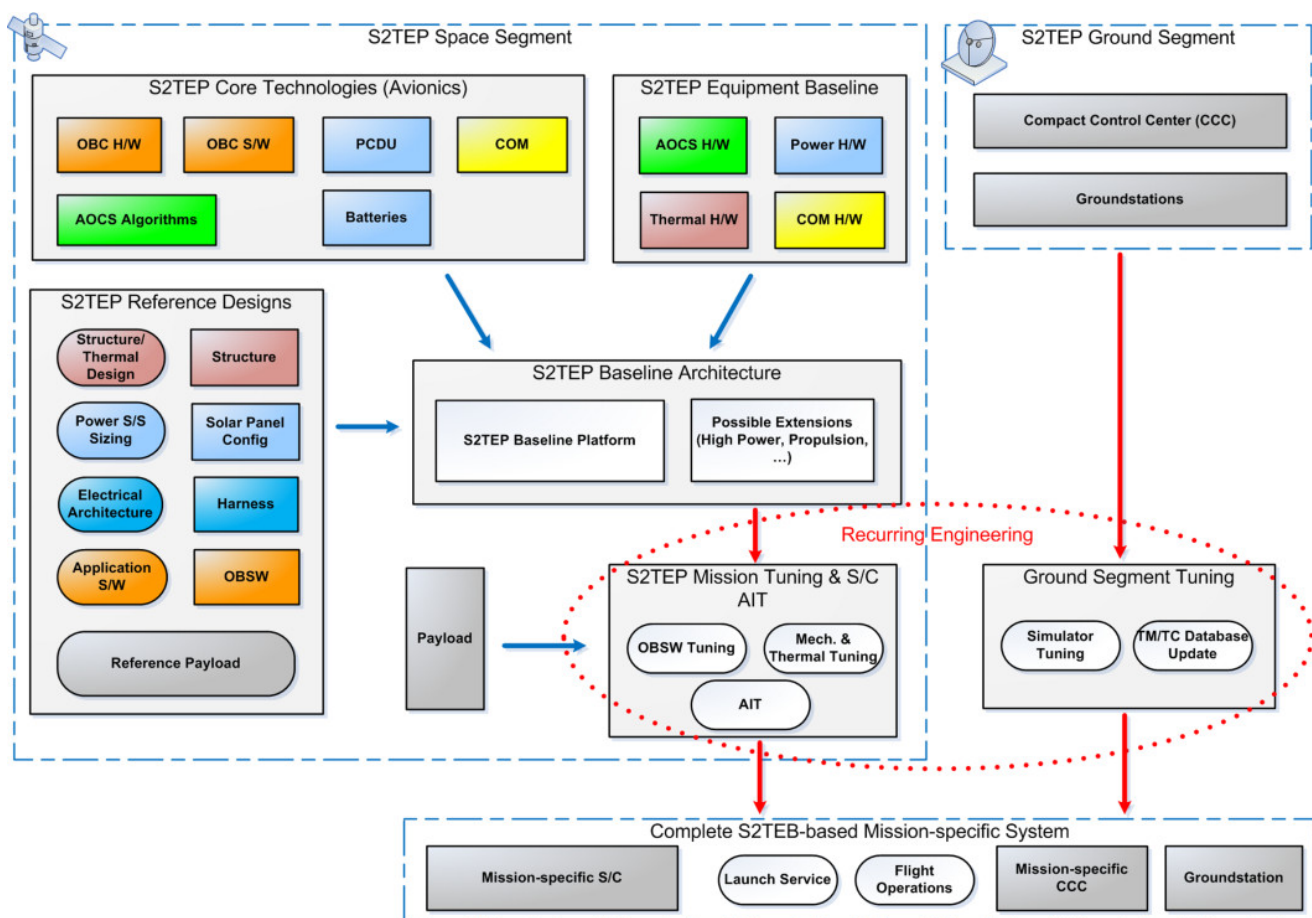 S2TEP Space Segment
S2TEP Core Technologies (Avionics)
OBC H/W
OBC S/W
PCDU
COM
AOCS Algorithms
Batteries
S2TEP Equipment Baseline
AOCS H/W
Power H/W
Thermal H/W
COM H/W
S2TEP Ground Segment
Compact Control Center (CCC)
Groundstations
S2TEP Reference Designs
Structure/
Thermal
Design
Structure
Power S/S
Sizing
Solar Panel
Config
Electrical
Architecture
Harness
Application
S/W
OBSW
Reference Payload
S2TEP Baseline Architecture
S2TEP Baseline Platform
Possible Extensions
(High Power, Propulsion,
…)
Recurring Engineering
Payload
S2TEP Mission Tuning & S/C
AIT
OBSW Tuning
Mech. &
Thermal Tuning
AIT
Ground Segment Tuning
Simulator
Tuning
TM/TC Database
Update
Complete S2TEB-based Mission-specific System
Mission-specific S/C
Launch Service
Flight
Operations
Mission-specific
CCC
Groundstation